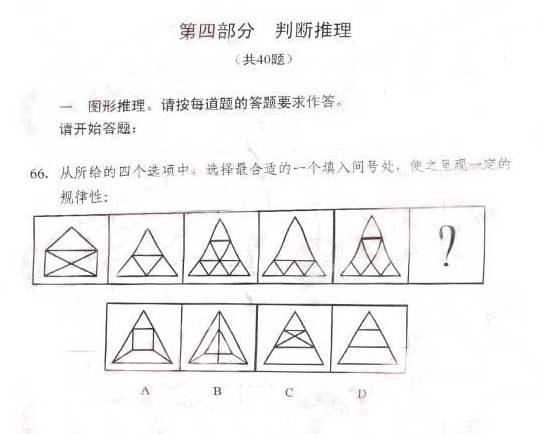 第四部分 判断推理
（共40题）
一 图形推理。请按每道题的答题要求作答。
请开始答题：
66. 从所给的四个选项中，选择最合适的一个填入问号处，使之呈现一定的
规律性：
?
A B C D